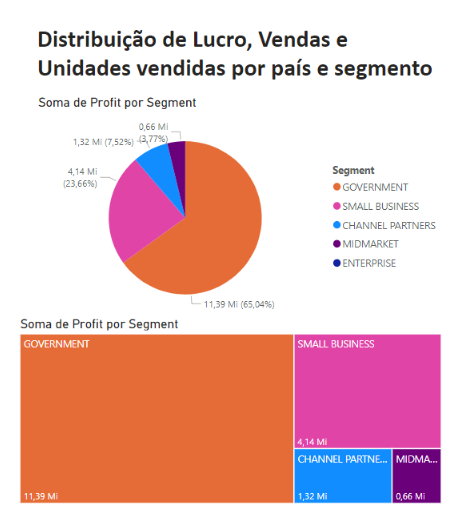 Distribuição de Lucro, Vendas e
Unidades vendidas por país e segmento
Soma de Profit por Segment
0,66 Mi
(3,77%)
1,32 Mi (7,52%)
4,14 Mi
(23,66%)
11,39 Mi (65,04%)
Segment
GOVERNMENT
SMALL BUSINESS
CHANNEL PARTNERS
MIDMARKET
ENTERPRISE
Soma de Profit por Segment
GOVERNMENT
11,39 Mi
SMALL BUSINESS
4,14 Mi
CHANNEL PARTNE...
1,32 Mi
MIDMA...
0,66 Mi